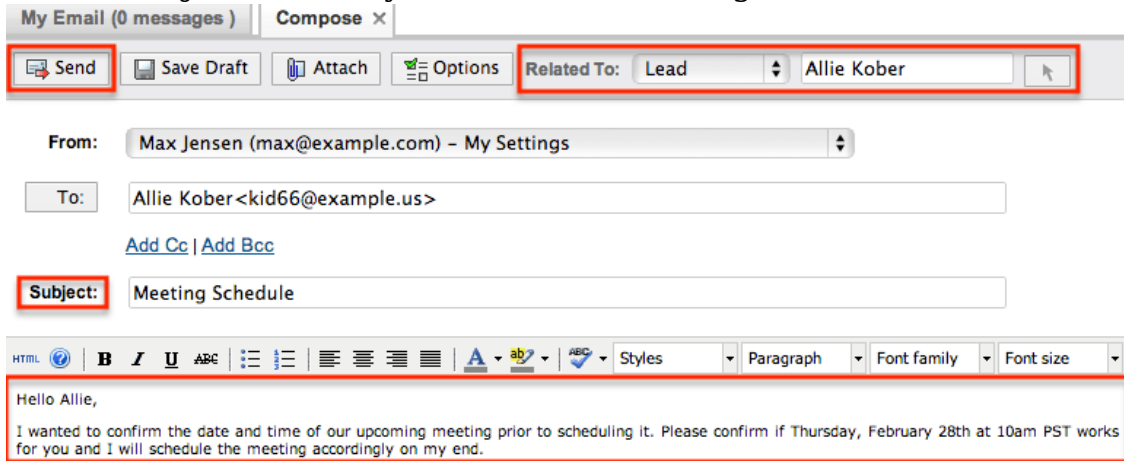 My Email (0 messages ) Compose ×
Send Save Draft Attach Options Related To: Lead Allie Kober
From: Max Jensen (max@example.com) – My Settings
To: Allie Kober<kid66@example.us>
Add Cc | Add Bcc
Subject: Meeting Schedule
HTML B I U ABC A ab ABC Styles Paragraph Font family Font size
Hello Allie,
I wanted to confirm the date and time of our upcoming meeting prior to scheduling it. Please confirm if Thursday, February 28th at 10am PST works
for you and I will schedule the meeting accordingly on my end.